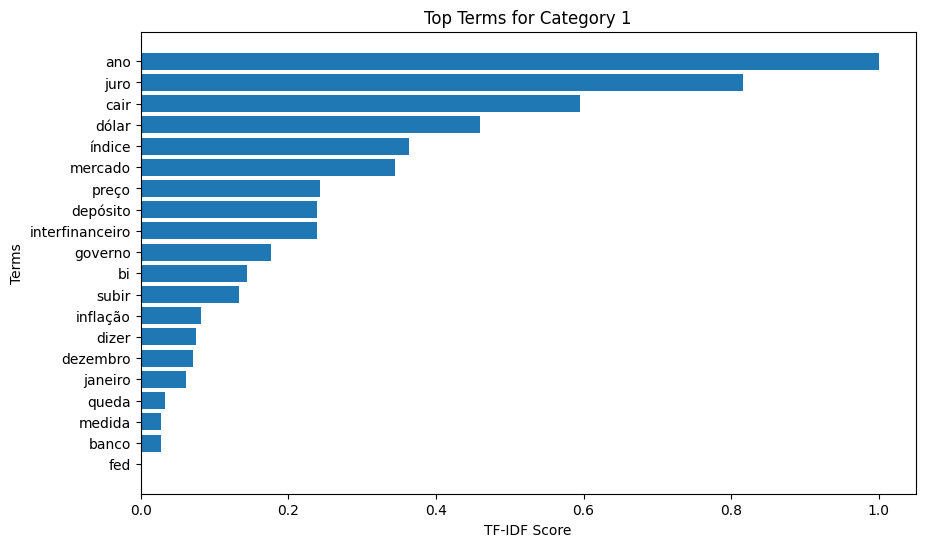 Top Terms for Category 1
Terms
ano
juro
cair
dólar
índice
mercado
preço
depósito
interfinanceiro
governo
bi
subir
inflação
dizer
dezembro
janeiro
queda
medida
banco
fed
0.0 0.2 0.4 0.6 0.8 1.0
TF-IDF Score